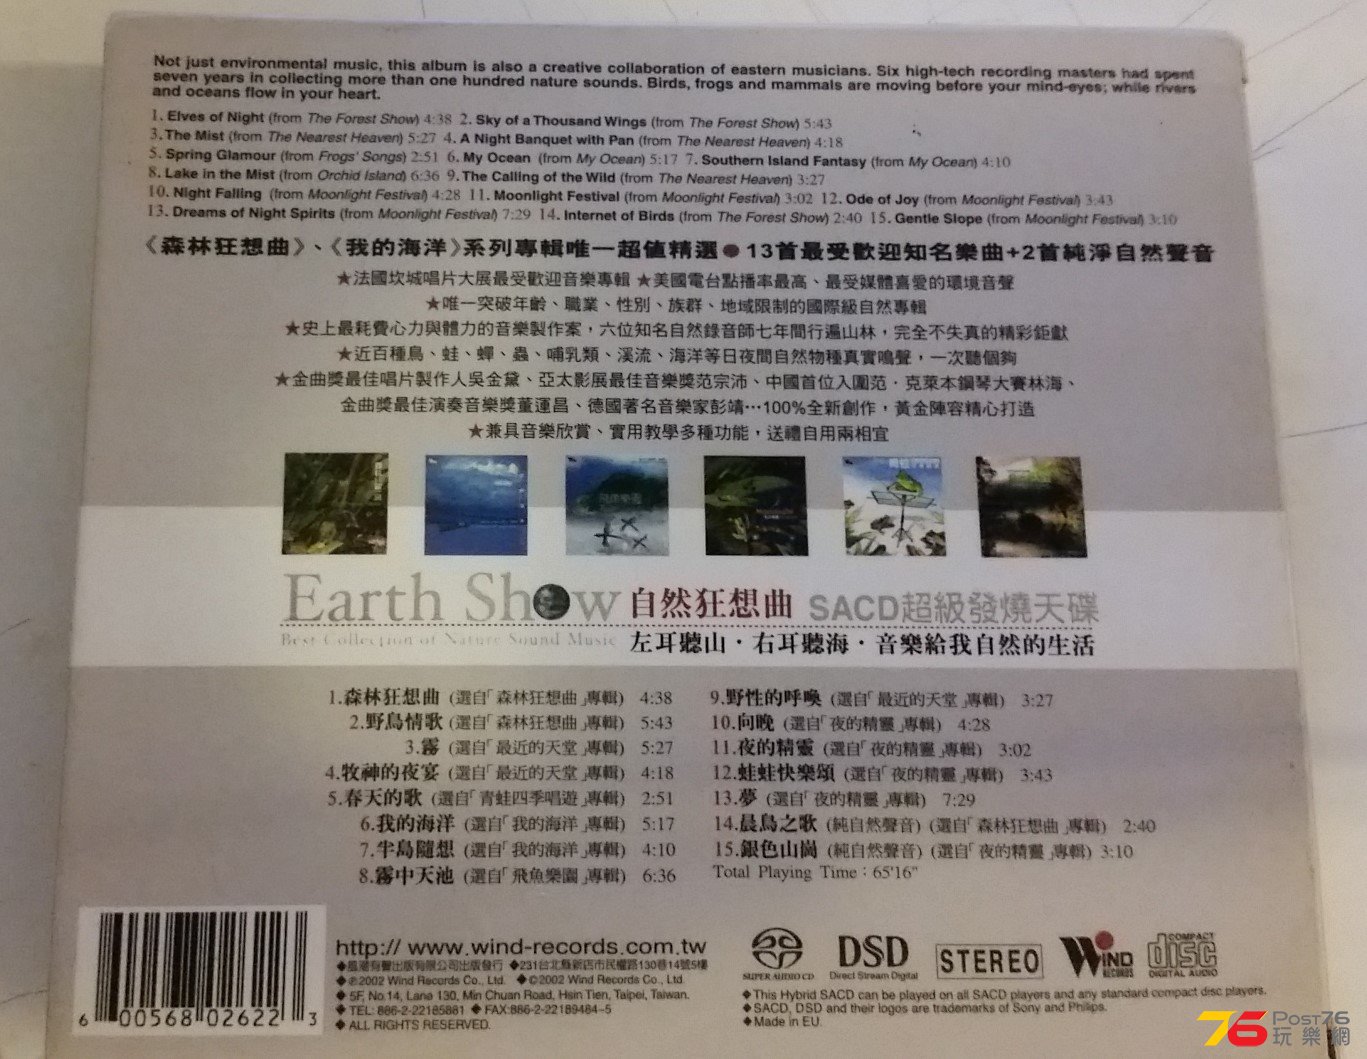 Not just environmental music, this album is also a creative collaboration of eastern musicians. Six high-tech recording masters had spent
seven years in collecting more than one hundred nature sounds. Birds, frogs and mammals are moving before your mind-eyes; while rivers
and oceans flow in your heart.
1. Elves of Night (from The Forest Show) 4:38 2. Sky of a Thousand Wings (from The Forest Show) 5:43
3. The Mist (from The Nearest Heaven) 5:27 4. A Night Banquet with Pan (from The Nearest Heaven) 4:18
5. Spring Glamour (from Frogs' Songs) 2:51 6. My Ocean (from My Ocean) 5:17 7. Southern Island Fantasy (from My Ocean) 4:10
8. Lake in the Mist (from Orchid Island) 6:36 9. The Calling of the Wild (from The Nearest Heaven) 3:27
10. Night Falling (from Moonlight Festival) 4:28 11. Moonlight Festival (from Moonlight Festival) 3:02 12. Ode of Joy (from Moonlight Festival) 3:43
13. Dreams of Night Spirits (from Moonlight Festival) 7:29 14. Internet of Birds (from The Forest Show) 2:40 15. Gentle Slope (from Moonlight Festival) 3:10
《森林狂想曲》、《我的海洋》系列專輯唯一超值精選●13首最受歡迎知名樂曲+2首純淨自然聲音
★法國坎城唱片大展最受歡迎音樂專輯 ★美國電台點播率最高、最受媒體喜愛的環境音聲
★唯一突破年齡、職業、性別、族群、地域限制的國際級自然專輯
★史上最耗費心力與體力的音樂製作案，六位知名自然錄音師七年間行遍山林，完全不失真的精彩鉅獻
★近百種鳥、蛙、蟬、蟲、哺乳類、溪流、海洋等日夜間自然物種真實鳴聲，一次聽個夠
★金曲獎最佳唱片製作人吳金黛、亞太影展最佳音樂獎范宗沛、中國首位入圍范．克萊本鋼琴大賽林海、
金曲獎最佳演奏音樂獎董運昌、德國著名音樂家彭靖…100%全新創作，黃金陣容精心打造
★兼具音樂欣賞、實用教學多種功能，送禮自用兩相宜
飛魚樂園
Earth Show 自然狂想曲 SACD超級發燒天碟
Best Collection of Nature Sound Music 左耳聽山．右耳聽海．音樂給我自然的生活
1.森林狂想曲 (選自「森林狂想曲」專輯) 4:38
2.野鳥情歌 (選自「森林狂想曲」專輯) 5:43
3.霧 (選自「最近的天堂」專輯) 5:27
4.牧神的夜宴 (選自「最近的天堂」專輯) 4:18
5.春天的歌 (選自「青蛙四季唱遊」專輯) 2:51
6.我的海洋 (選自「我的海洋」專輯) 5:17
7.半島隨想 (選自「我的海洋」專輯) 4:10
8.霧中天池 (選自「飛魚樂園」專輯) 6:36
9.野性的呼喚 (選自「最近的天堂」專輯) 3:27
10.向晚 (選自「夜的精靈」專輯) 4:28
11.夜的精靈 (選自「夜的精靈」專輯) 3:02
12.蛙蛙快樂頌 (選自「夜的精靈」專輯) 3:43
13.夢 (選自「夜的精靈」專輯) 7:29
14.晨鳥之歌 (純自然聲音) (選自「森林狂想曲」專輯) 2:40
15.銀色山崗 (純自然聲音) (選自「夜的精靈」專輯) 3:10
Total Playing Time：65'16"
6 00568 02622 3
http:// www.wind-records.com.tw
◆風潮有聲出版有限公司出版發行 ◆231台北縣新店市民權路130巷14號5樓
◆℗2002 Wind Records Co., Ltd. ◆©2002 Wind Records Co., Ltd.
◆ 5F, No.14, Lane 130, Min Chuan Road, Hsin Tien, Taipei, Taiwan.
◆ TEL: 886-2-22185881 ◆ FAX:886-2-22189484~5
◆ ALL RIGHTS RESERVED.
SUPER AUDIO CD
DSD
Direct Stream Digital
STEREO
WIND
RECORDS
COMPACT
disc
DIGITAL AUDIO
◆This Hybrid SACD can be played on all SACD players and any standard compact disc players.
◆SACD, DSD and their logos are trademarks of Sony and Philips.
◆Made in EU.
76 Post76
玩樂網